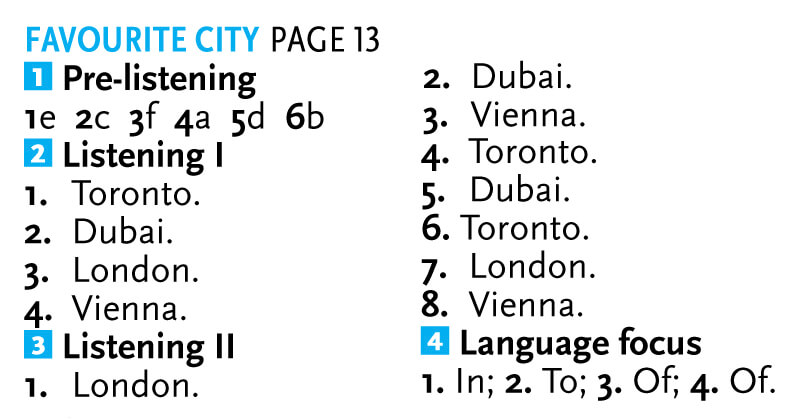 FAVOURITE CITY PAGE 13
1 Pre-listening
1e 2c 3f 4a 5d 6b
2 Listening I
1. Toronto.
2. Dubai.
3. London.
4. Vienna.
3 Listening II
1. London.
2. Dubai.
3. Vienna.
4. Toronto.
5. Dubai.
6. Toronto.
7. London.
8. Vienna.
4 Language focus
1. In; 2. To; 3. Of; 4. Of.